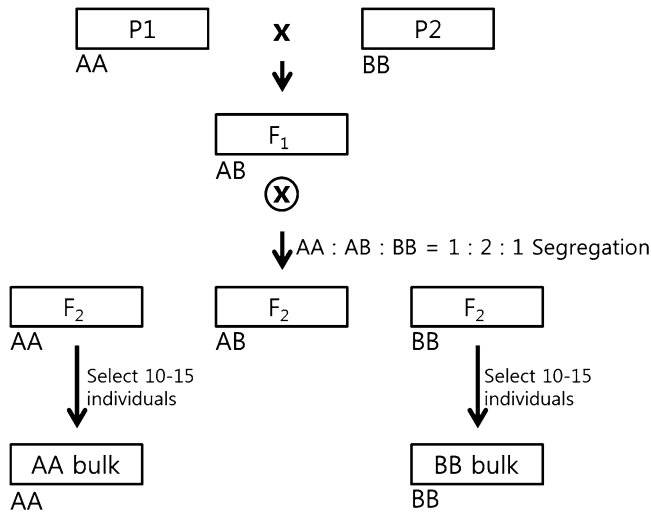 P1 x P2
AA BB
F1
AB
X
AA : AB : BB = 1 : 2 : 1 Segregation
F2 F2 F2
AA AB BB
Select 10-15 Select 10-15
individuals individuals
AA bulk BB bulk
AA BB